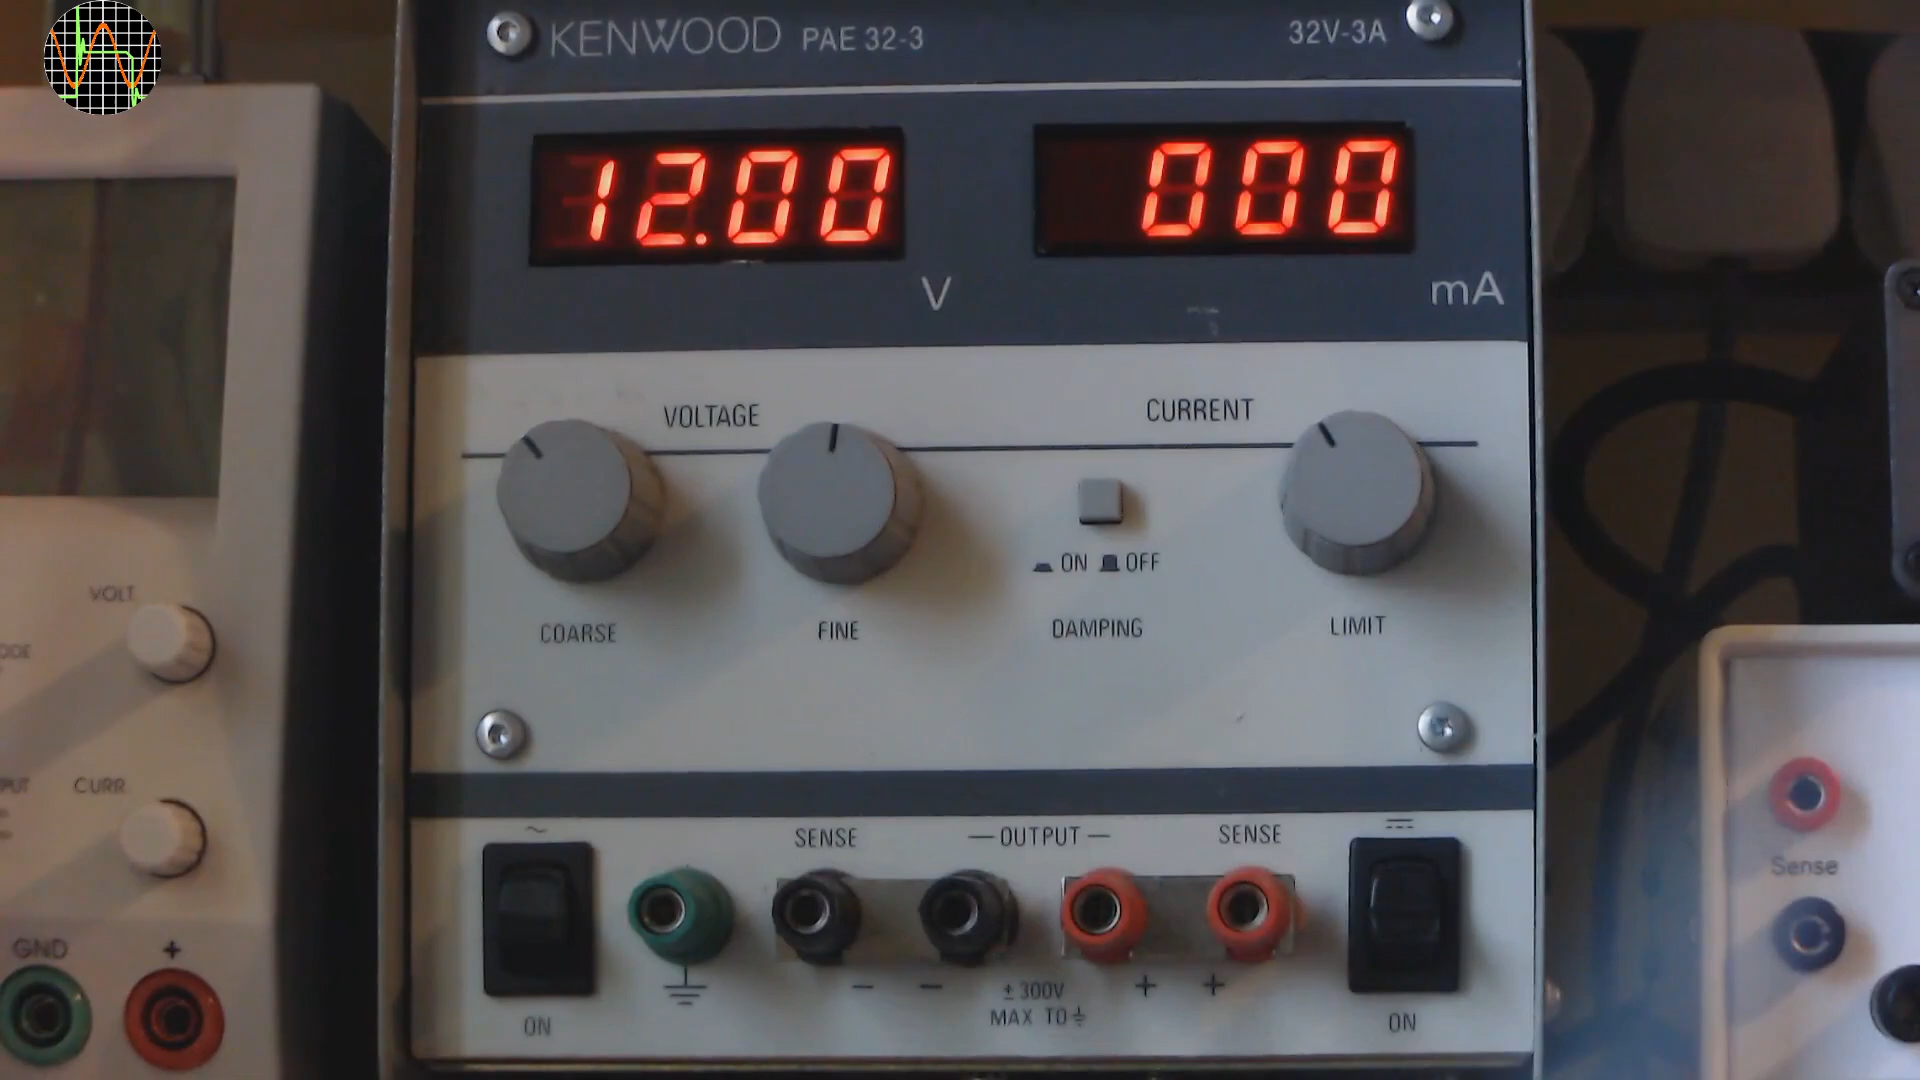 KENWOOD PAE 32-3
32V-3A
12.00
000
V
mA
VOLTAGE
CURRENT
ON OFF
COARSE
FINE
DAMPING
LIMIT
VOLT
CURR.
SENSE
—OUTPUT—
SENSE
Sense
GND
+
- -
+ +
± 300V
MAX TO
ON
ON